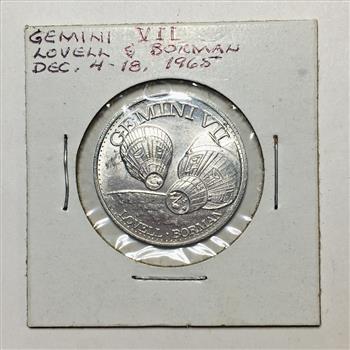 GEMINI VII
LOVELL & BORMAN
DEC. 4-18, 1965
GEMINI VII
LOVELL · BORMAN